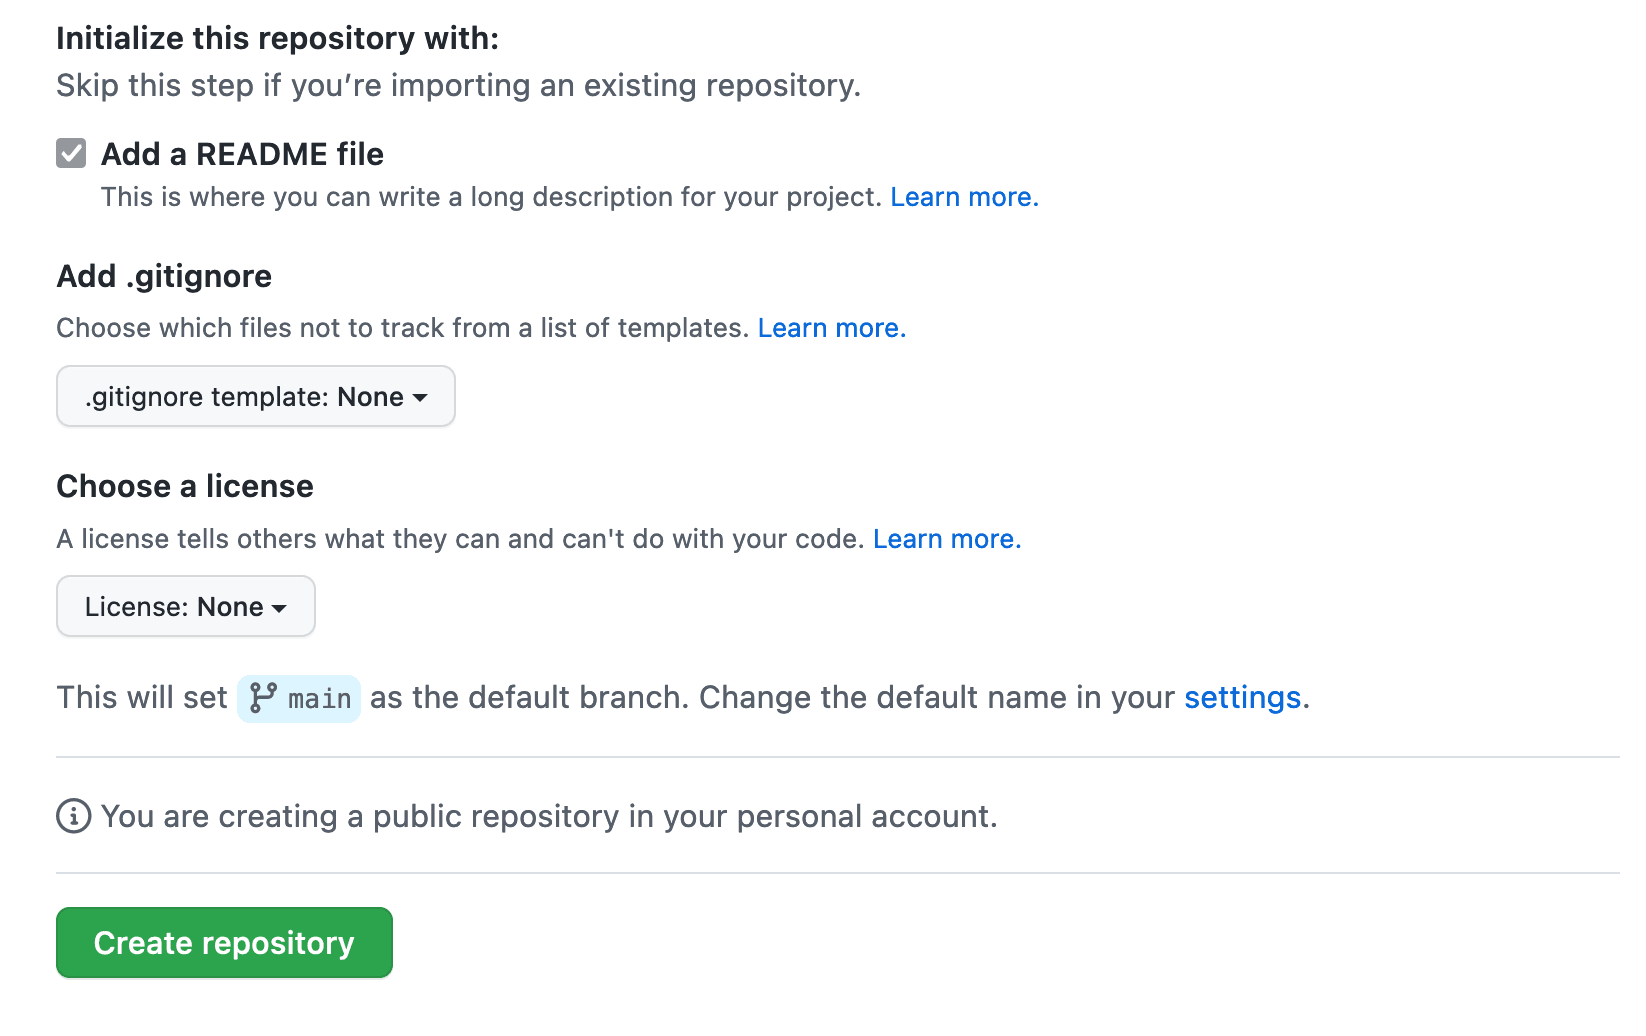 Initialize this repository with:
Skip this step if you’re importing an existing repository.
Add a README file
This is where you can write a long description for your project. Learn more.
Add .gitignore
Choose which files not to track from a list of templates. Learn more.
.gitignore template: None
Choose a license
A license tells others what they can and can't do with your code. Learn more.
License: None
This will set main as the default branch. Change the default name in your settings.
You are creating a public repository in your personal account.
Create repository